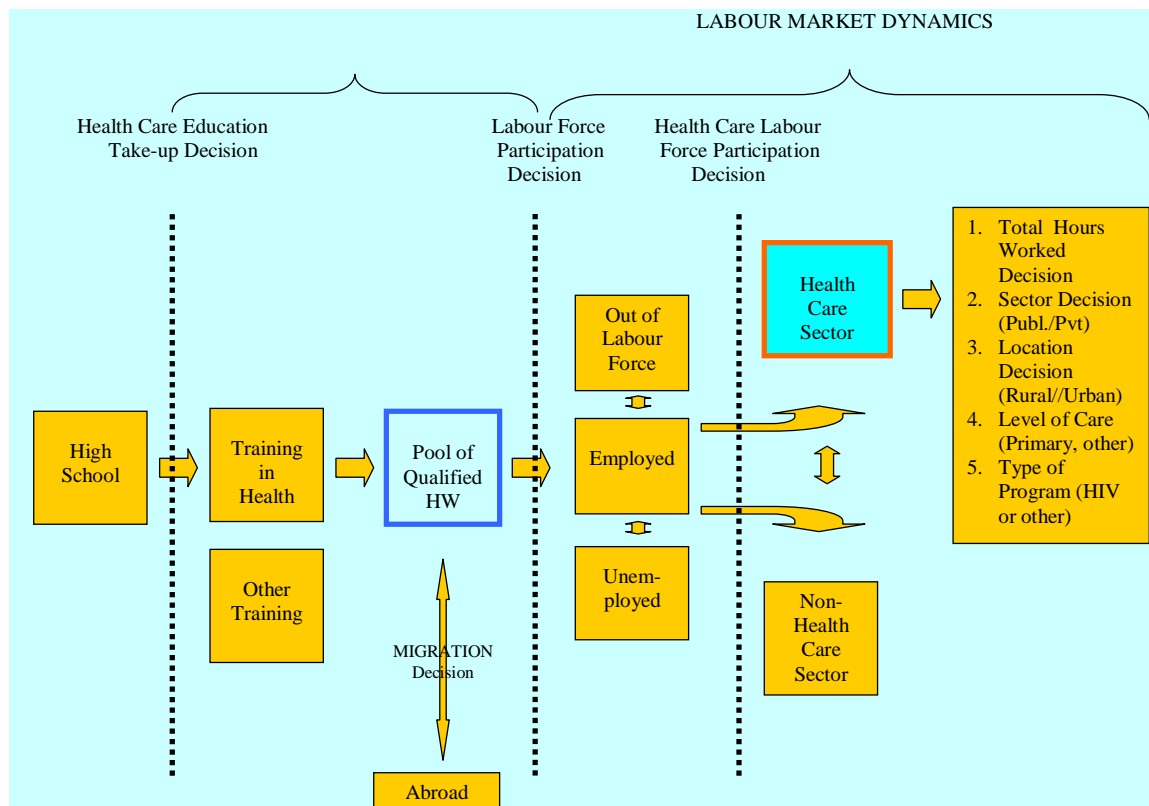 LABOUR MARKET DYNAMICS
Health Care Education
Take-up Decision
Labour Force
Participation
Decision
Health Care Labour
Force Participation
Decision
High
School
Training
in
Health
Other
Training
Pool of
Qualified
HW
MIGRATION
Decision
Abroad
Out of
Labour
Force
Employed
Unem-
ployed
Health
Care
Sector
Non-
Health
Care
Sector
1. Total Hours
Worked
Decision
2. Sector Decision
(Publ./Pvt)
3. Location
Decision
(Rural//Urban)
4. Level of Care
(Primary, other)
5. Type of
Program (HIV
or other)